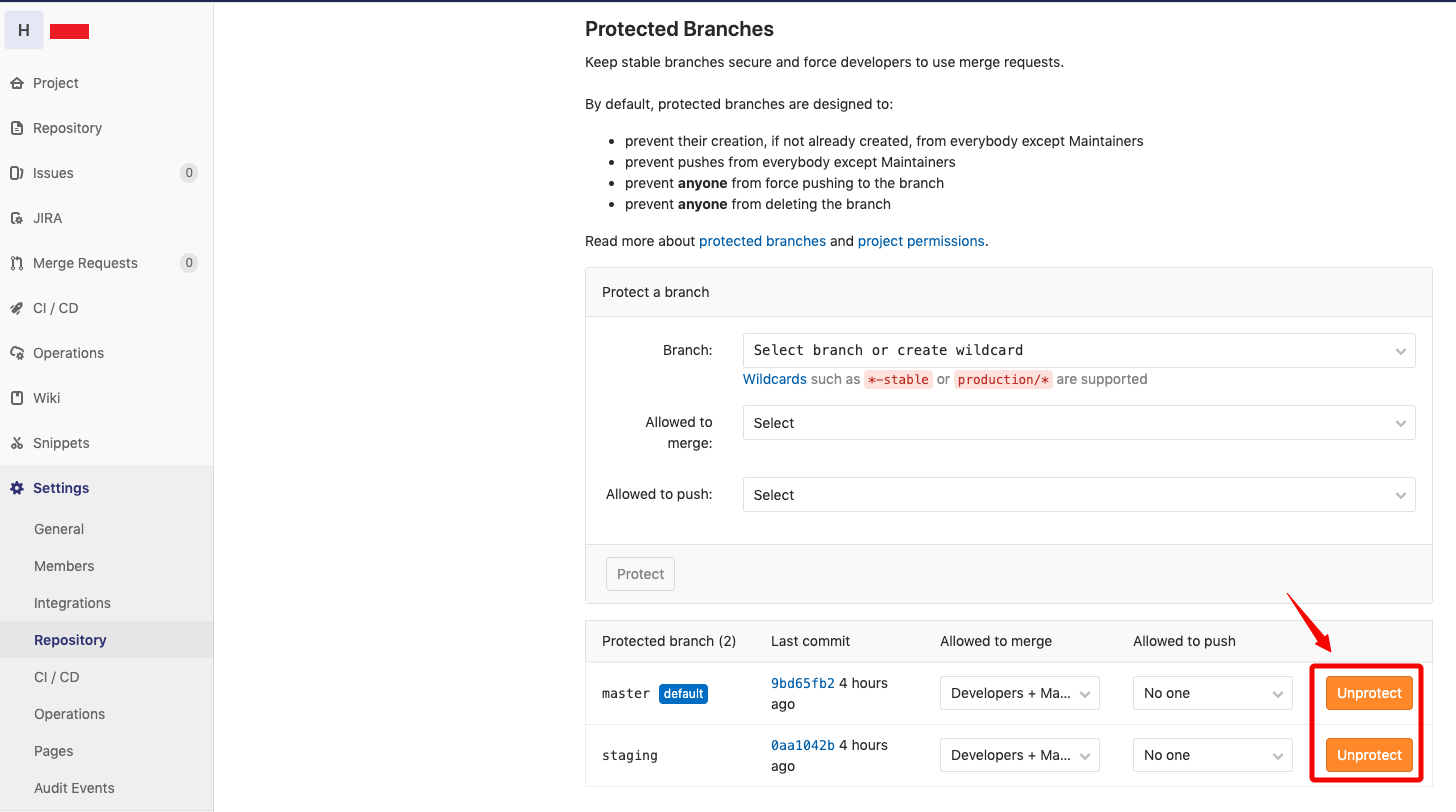 H
Project
Repository
Issues 0
JIRA
Merge Requests 0
CI / CD
Operations
Wiki
Snippets
Settings
General
Members
Integrations
Repository
CI / CD
Operations
Pages
Audit Events
Protected Branches
Keep stable branches secure and force developers to use merge requests.
By default, protected branches are designed to:
prevent their creation, if not already created, from everybody except Maintainers
prevent pushes from everybody except Maintainers
prevent anyone from force pushing to the branch
prevent anyone from deleting the branch
Read more about protected branches and project permissions.
Protect a branch
Branch: Select branch or create wildcard
Wildcards such as *-stable or production/* are supported
Allowed to
merge:
Select
Allowed to push: Select
Protect
Protected branch (2) Last commit Allowed to merge Allowed to push
master default 9bd65fb2 4 hours
ago
Developers + Ma... No one Unprotect
staging 0aa1042b 4 hours
ago
Developers + Ma... No one Unprotect